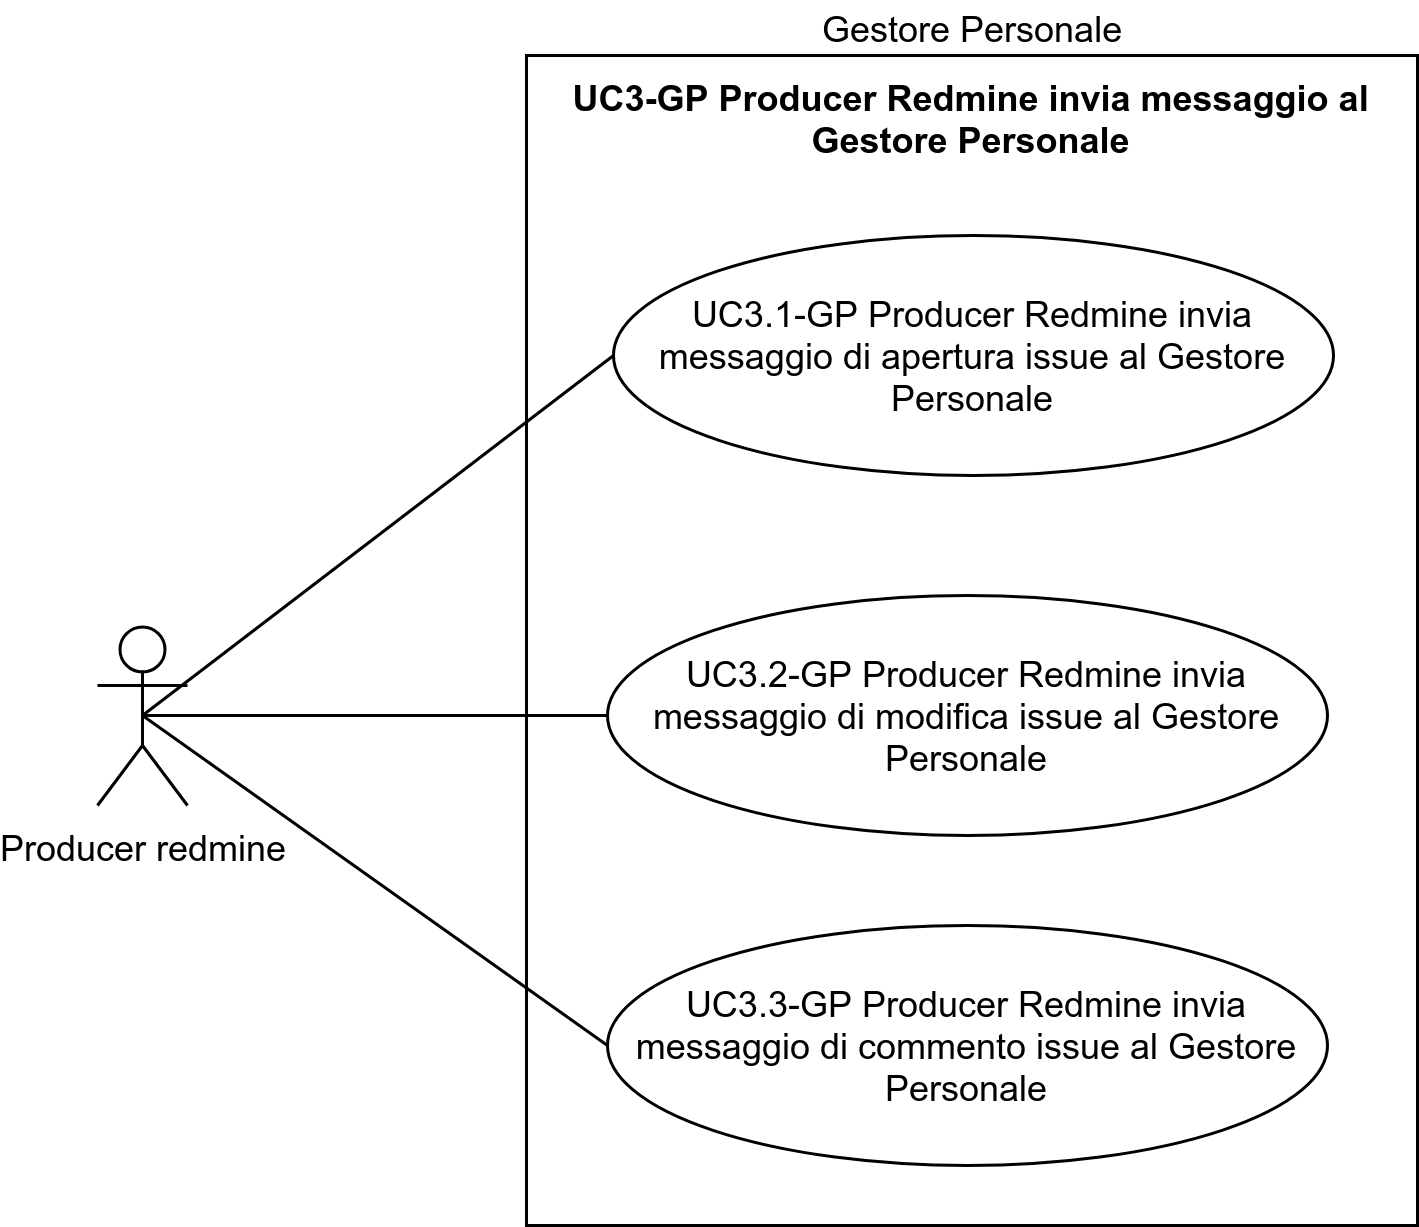 Gestore Personale
UC3-GP Producer Redmine invia messaggio al
Gestore Personale
UC3.1-GP Producer Redmine invia
messaggio di apertura issue al Gestore
Personale
UC3.2-GP Producer Redmine invia
messaggio di modifica issue al Gestore
Personale
Producer redmine
UC3.3-GP Producer Redmine invia
messaggio di commento issue al Gestore
Personale